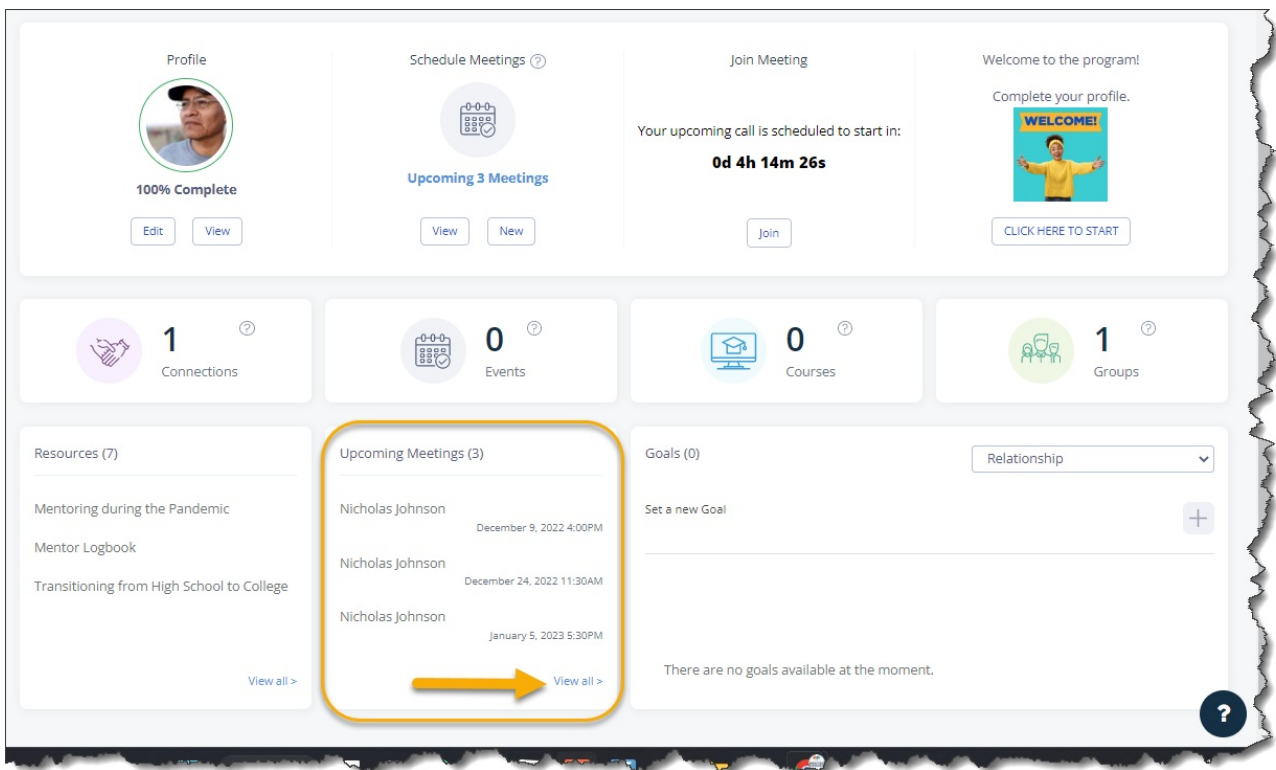 Profile
100% Complete
Edit
View
Schedule Meetings ?
Upcoming 3 Meetings
View
New
Join Meeting
Your upcoming call is scheduled to start in:
0d 4h 14m 26s
Join
Welcome to the program!
Complete your profile.
WELCOME!
CLICK HERE TO START
1 ?
Connections
0 ?
Events
0 ?
Courses
1 ?
Groups
Resources (7)
Mentoring during the Pandemic
Mentor Logbook
Transitioning from High School to College
View all >
Upcoming Meetings (3)
Nicholas Johnson
December 9, 2022 4:00PM
Nicholas Johnson
December 24, 2022 11:30AM
Nicholas Johnson
January 5, 2023 5:30PM
View all >
Goals (0)
Relationship
Set a new Goal
+
There are no goals available at the moment.
?